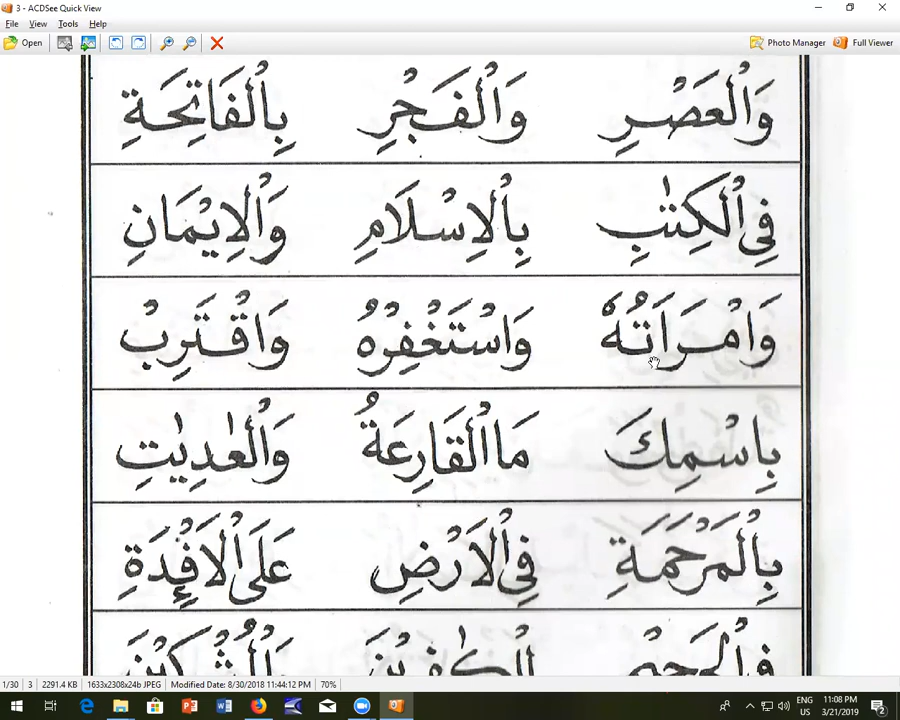 3 - ACDSee Quick View
File View Tools Help
Open Photo Manager Full Viewer
وَالْعَصْرِ وَالْفَجْرِ بِالْفَاتِحَةِ
فِى الْكِتٰبِ بِالْاِسْلَامِ وَالْاِيْمَانِ
وَامْرَاَتُهٗ وَاسْتَغْفِرْهُ وَاقْتَرِبْ
بِاسْمِكَ مَا الْقَارِعَةُ وَالْعٰدِيٰتِ
بِالْمَرْحَمَةِ فِى الْاَرْضِ عَلَى الْاَفْـِٕدَةِ
1/30 3 2291.4 KB 1633x2308x24b JPEG Modified Date: 8/30/2018 11:44:12 PM 70%
ENG 11:08 PM
US 3/21/2019 2